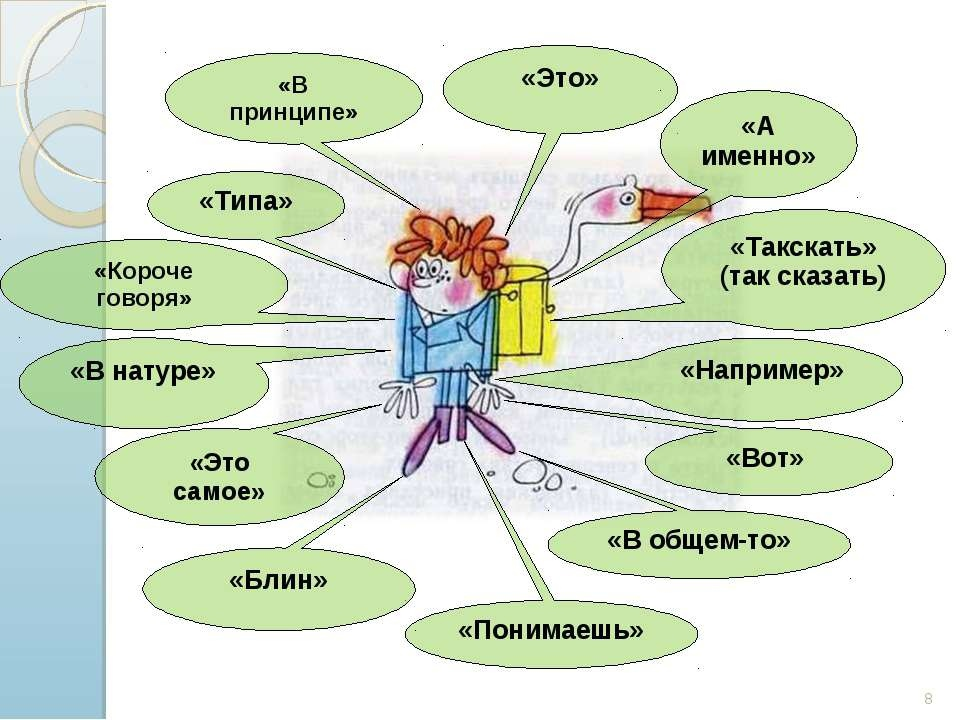 «В
принципе»
«Это»
«А
именно»
«Типа»
«Такскать»
(так сказать)
«Короче
говоря»
«В натуре»
«Например»
«Это
самое»
«Вот»
«В общем-то»
«Блин»
«Понимаешь»
8